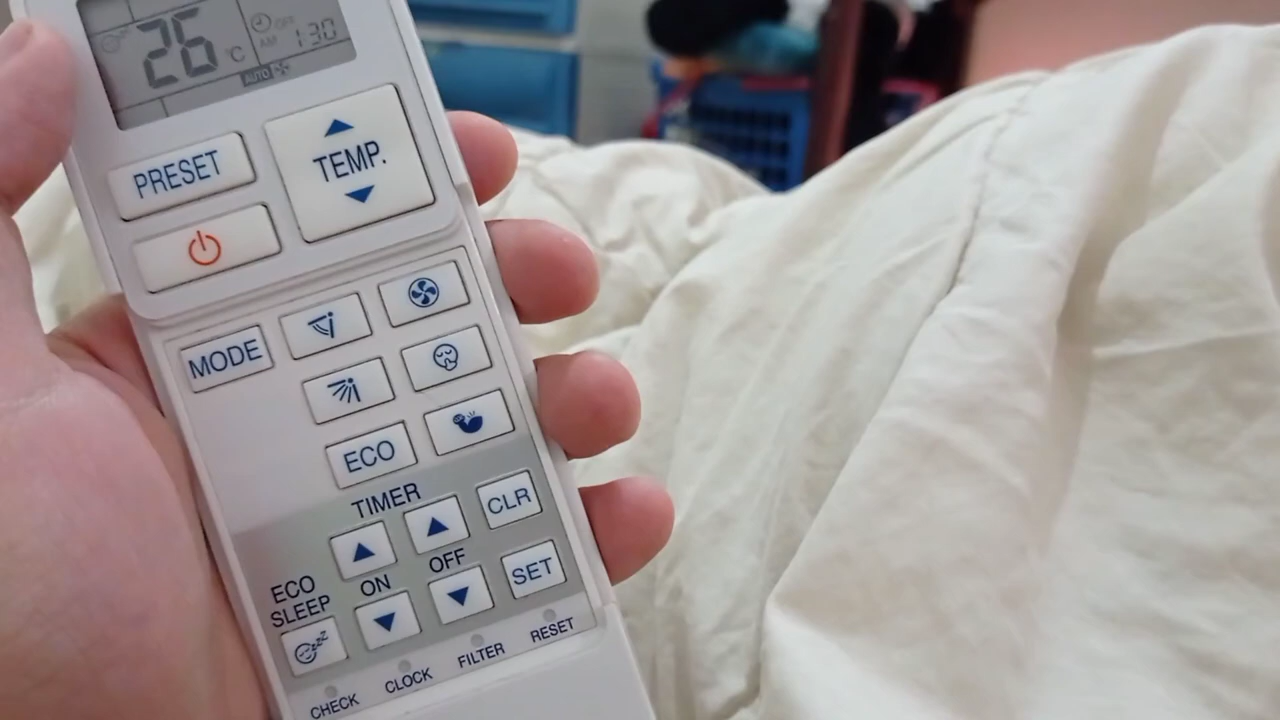 26 °C
OFF
AM 1:30
AUTO
PRESET
TEMP.
MODE
ECO
TIMER
CLR
ON
OFF
SET
ECO
SLEEP
CHECK
CLOCK
FILTER
RESET